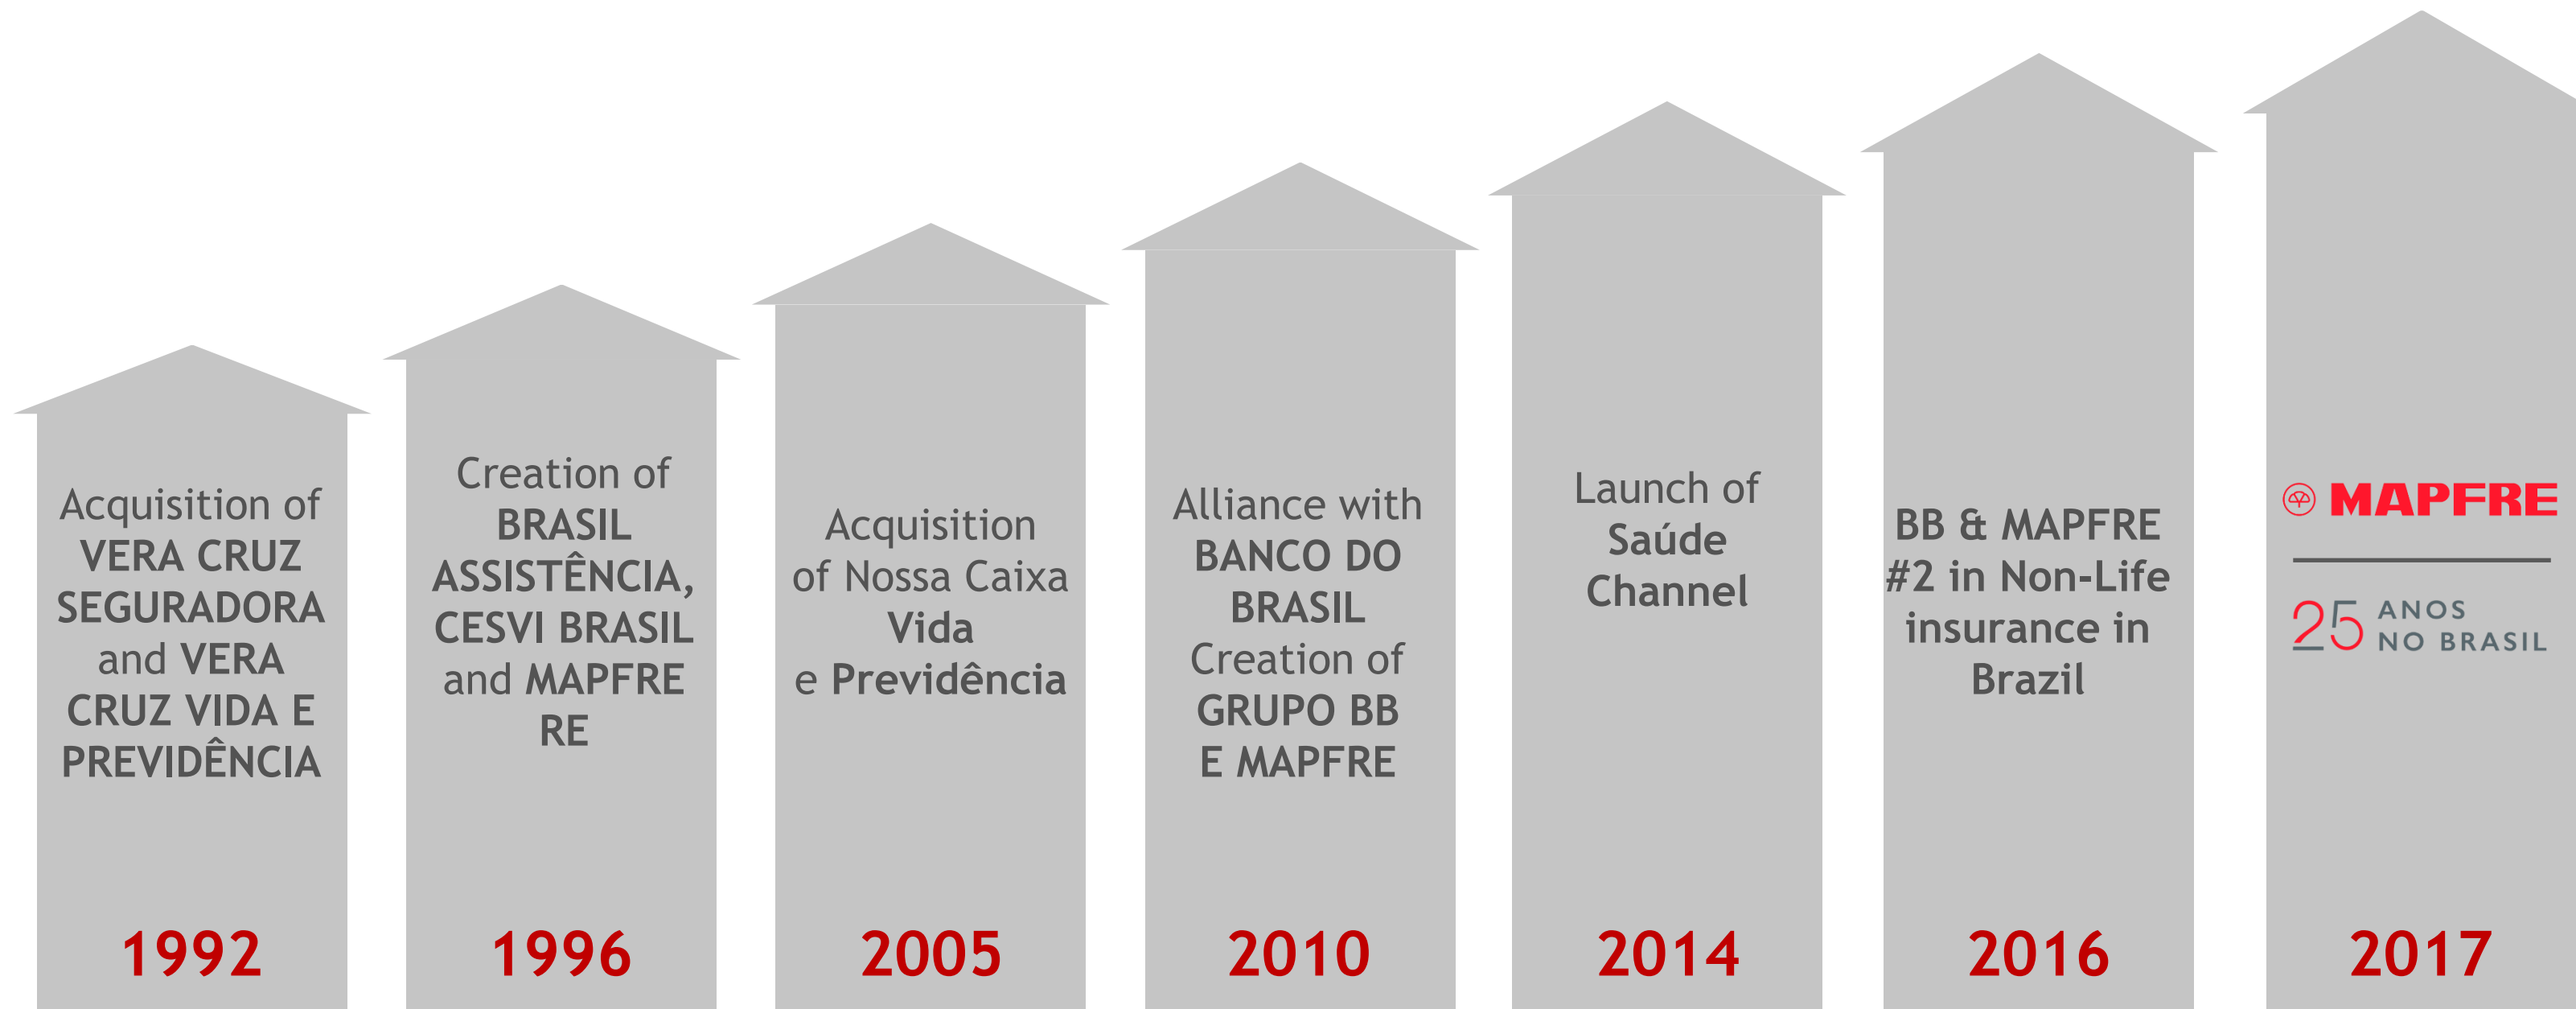 Acquisition of
VERA CRUZ
SEGURADORA
and VERA
CRUZ VIDA E
PREVIDÊNCIA
1992
Creation of
BRASIL
ASSISTÊNCIA,
CESVI BRASIL
and MAPFRE
RE
1996
Acquisition
of Nossa Caixa
Vida
e Previdência
2005
Alliance with
BANCO DO
BRASIL
Creation of
GRUPO BB
E MAPFRE
2010
Launch of
Saúde
Channel
2014
BB & MAPFRE
#2 in Non-Life
insurance in
Brazil
2016
MAPFRE
25 ANOS
NO BRASIL
2017